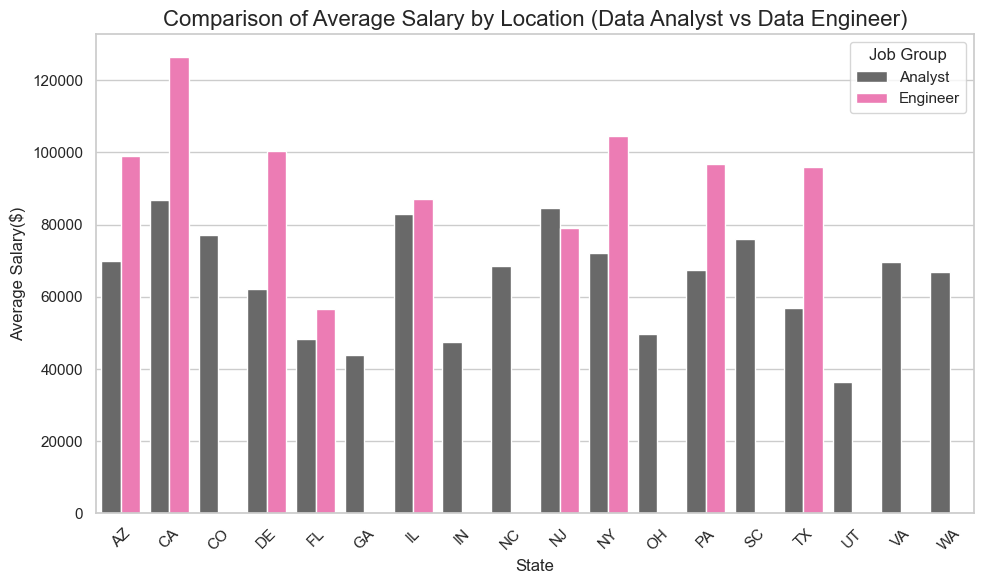 Comparison of Average Salary by Location (Data Analyst vs Data Engineer)
Job Group
Analyst
Engineer
Average Salary($)
120000
100000
80000
60000
40000
20000
0
AZ CA CO DE FL GA IL IN NC NJ NY OH PA SC TX UT VA WA
State